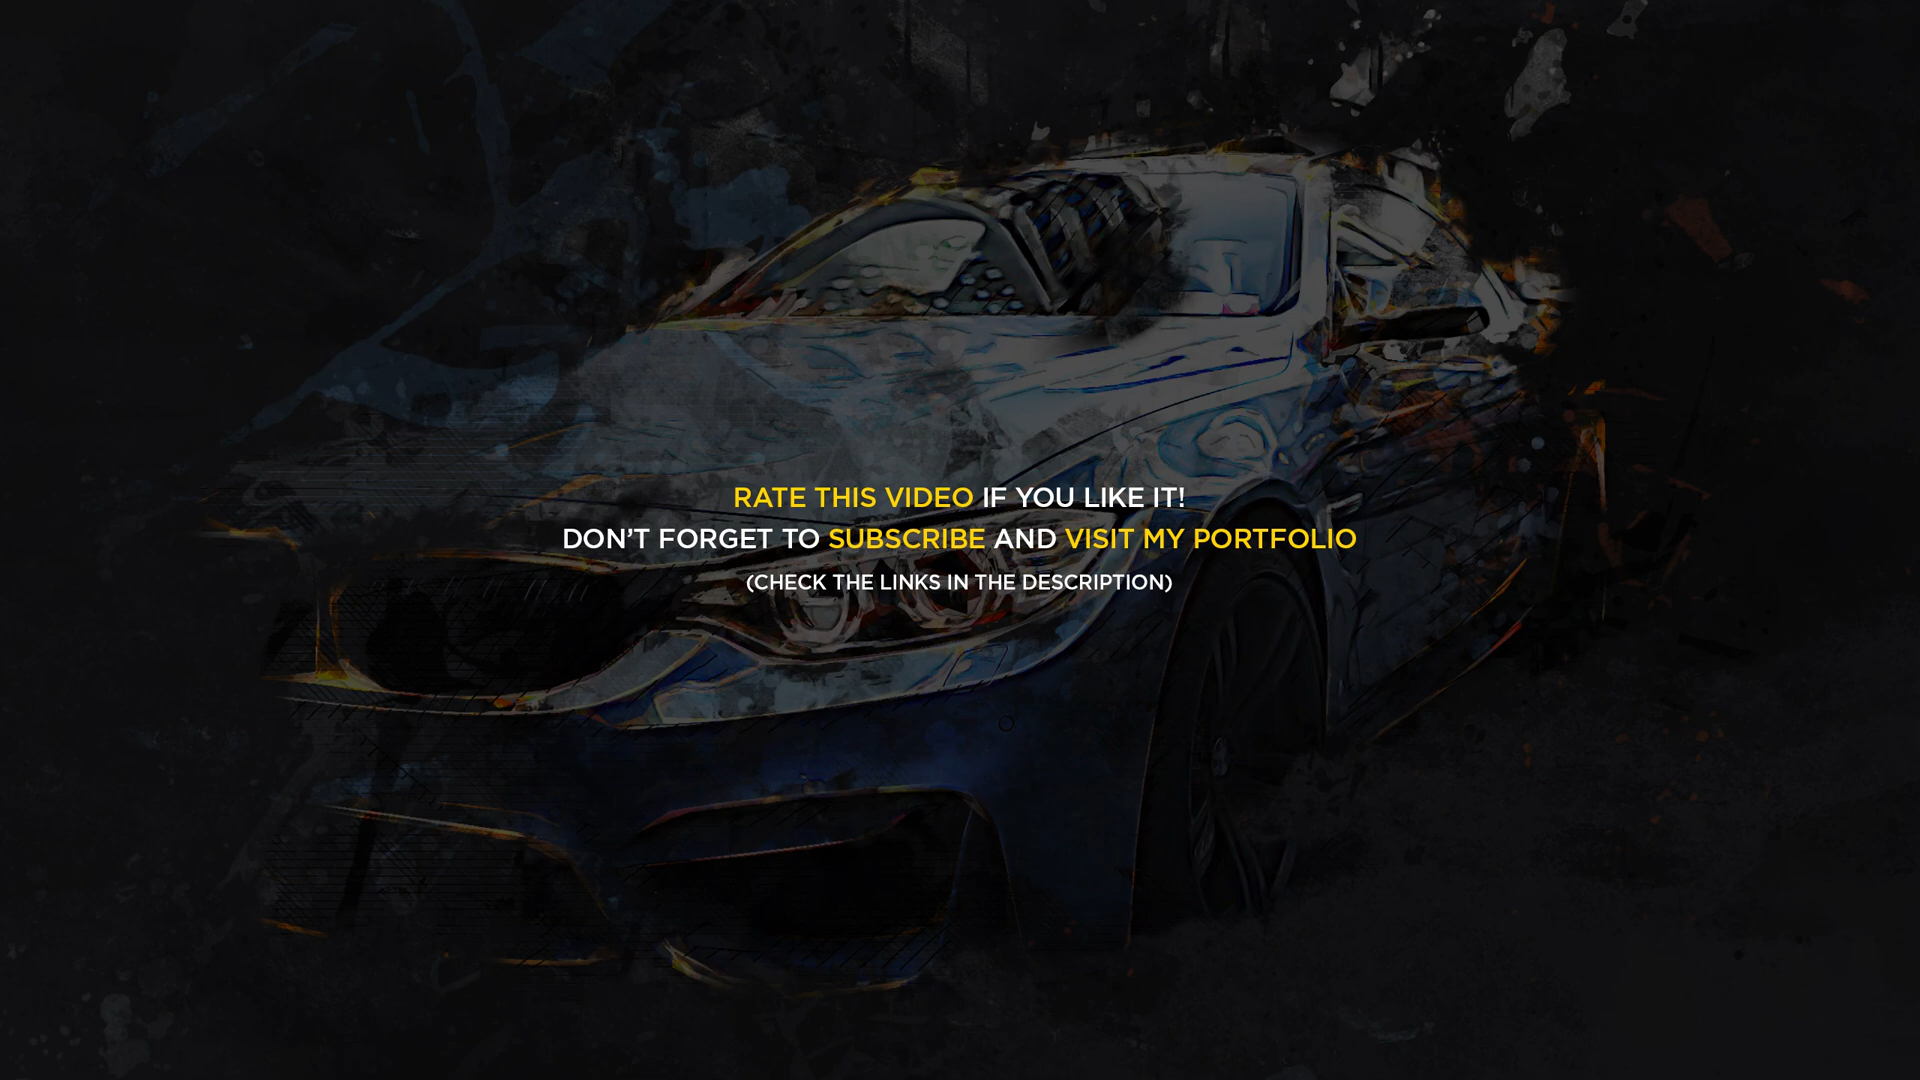 RATE THIS VIDEO IF YOU LIKE IT!
DON’T FORGET TO SUBSCRIBE AND VISIT MY PORTFOLIO
(CHECK THE LINKS IN THE DESCRIPTION)